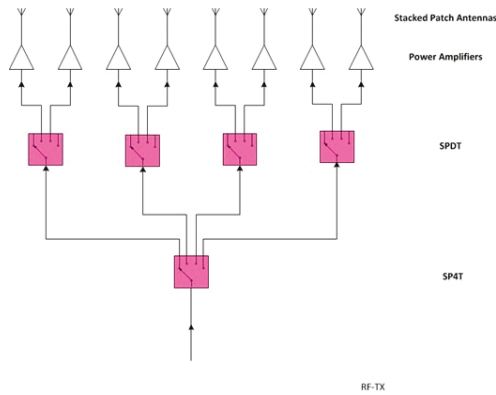 Stacked Patch Antennas
Power Amplifiers
SPDT
SP4T
RF-TX